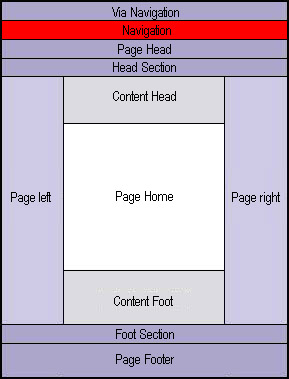 Via Navigation
Navigation
Page Head
Head Section
Content Head
Page left
Page Home
Page right
Content Foot
Foot Section
Page Footer